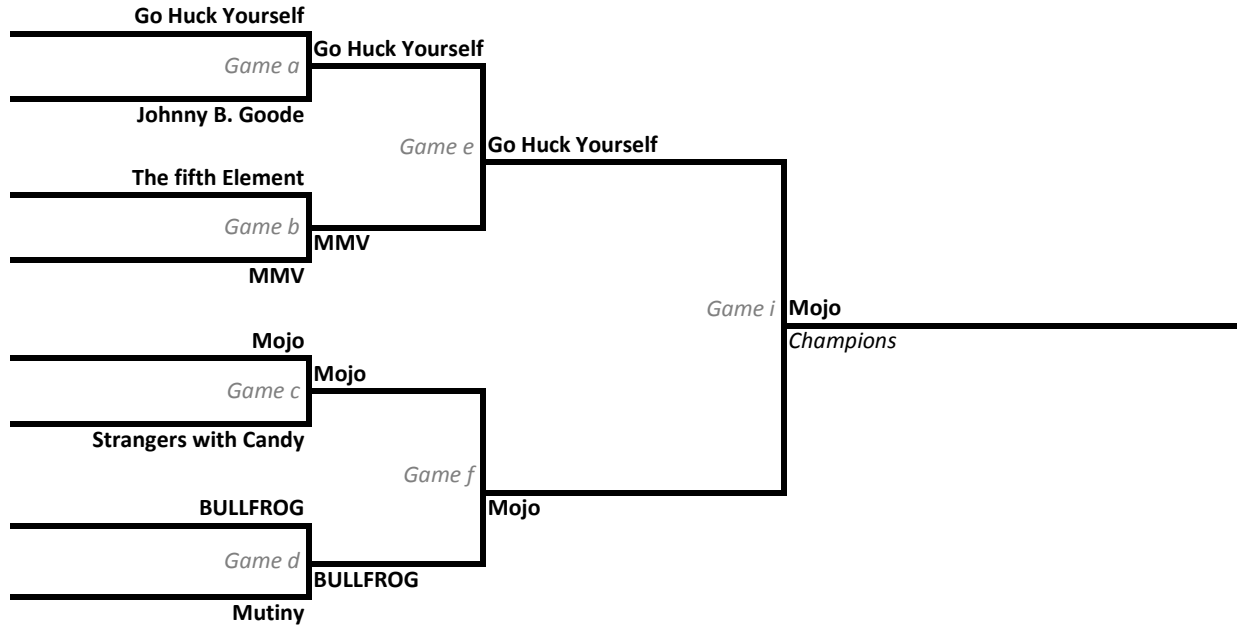 Go Huck Yourself
Go Huck Yourself
Game a
Johnny B. Goode
Game e
Go Huck Yourself
The fifth Element
Game b
MMV
MMV
Game i
Mojo
Champions
Mojo
Mojo
Game c
Strangers with Candy
Game f
Mojo
BULLFROG
Game d
BULLFROG
Mutiny